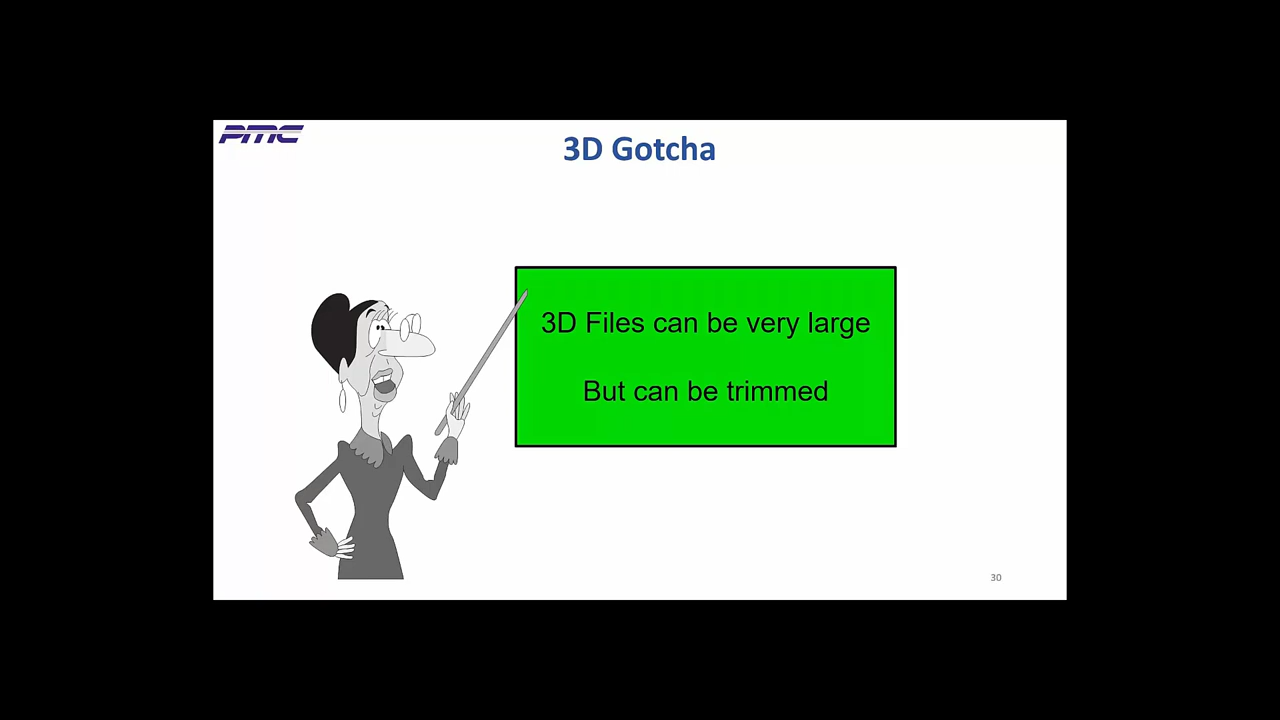 PMC
3D Gotcha
3D Files can be very large
But can be trimmed
30